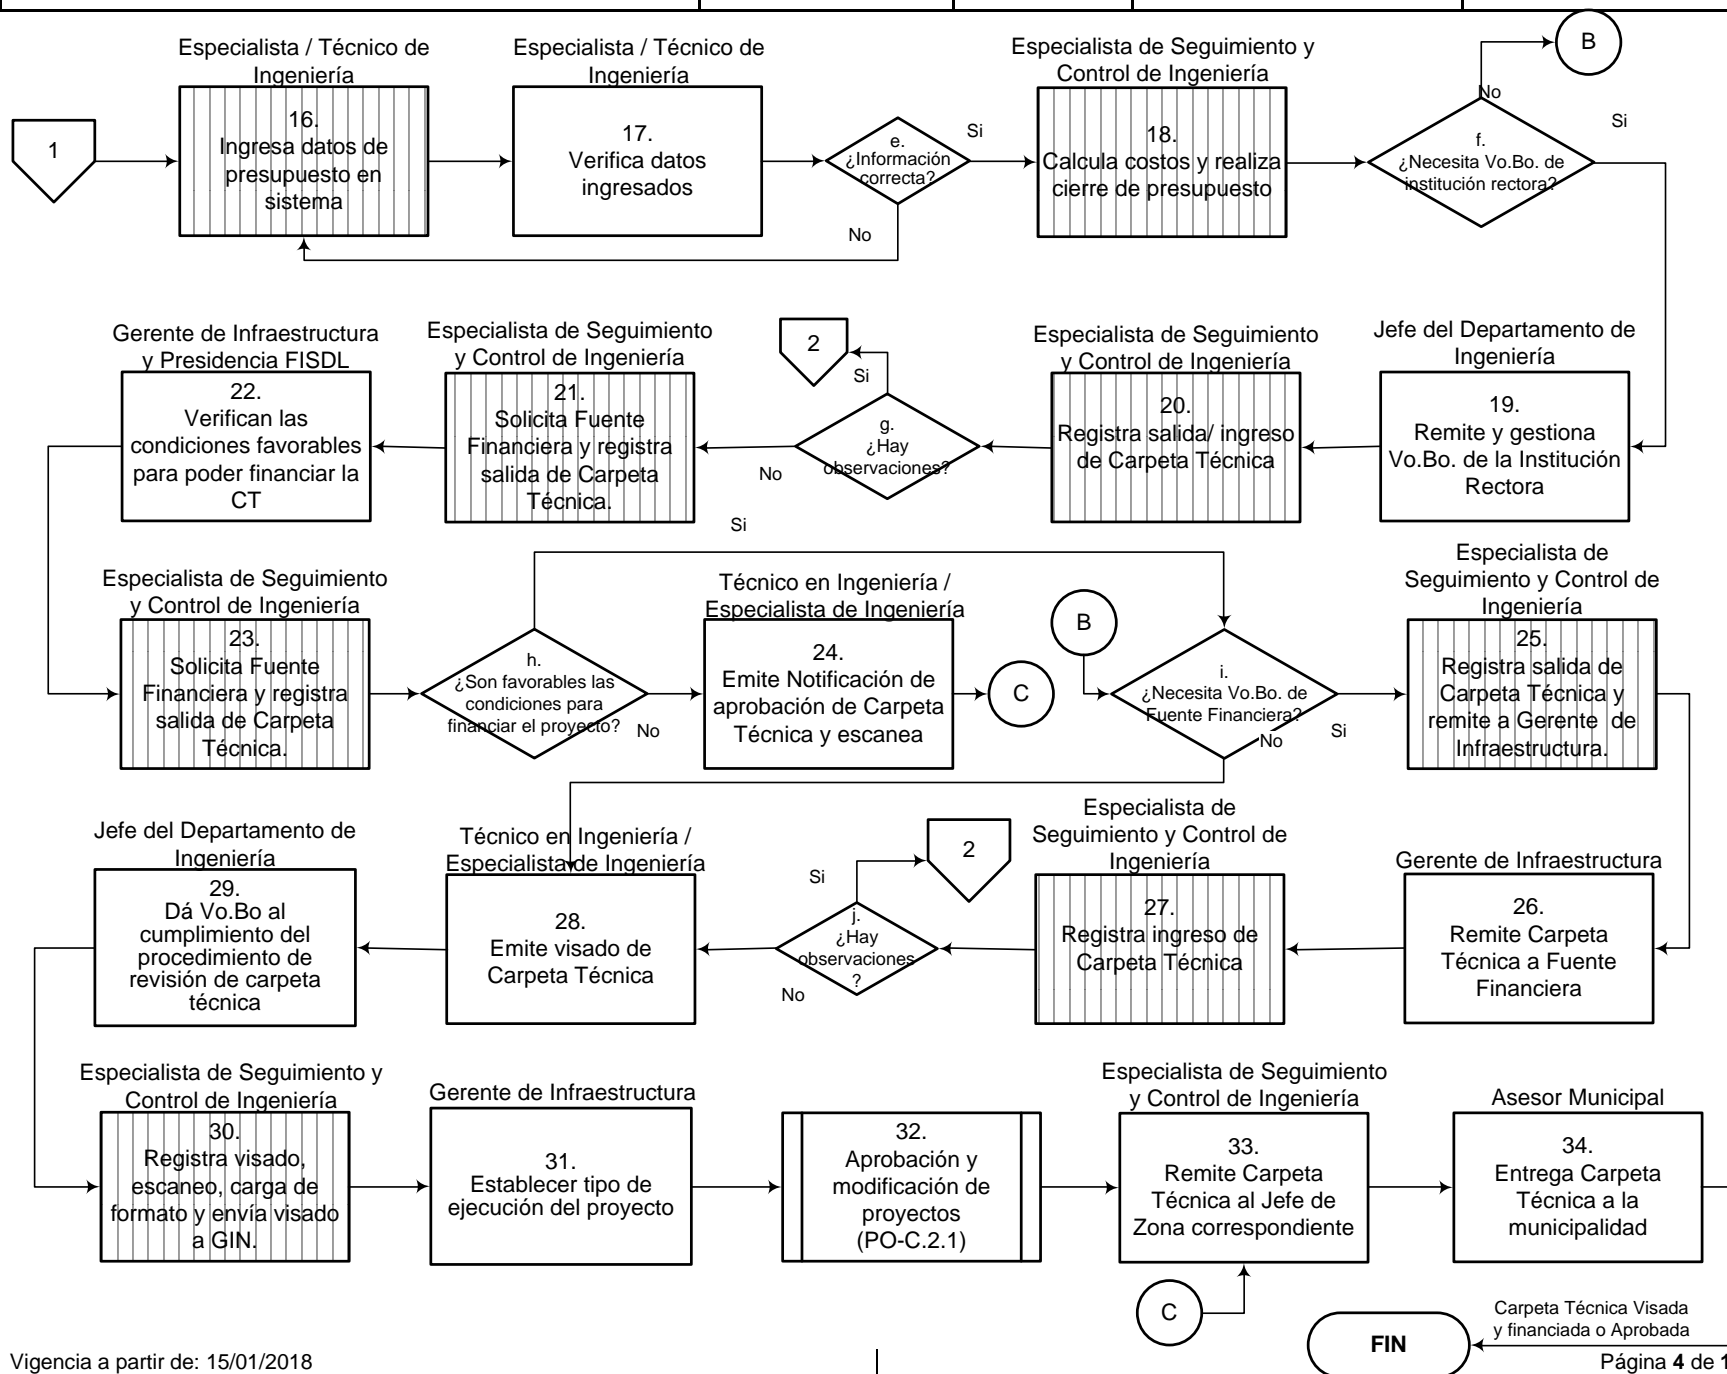 Especialista / Técnico de
Ingeniería
Especialista / Técnico de
Ingeniería
Especialista de Seguimiento y
Control de Ingeniería
B
1
16.
Ingresa datos de
presupuesto en
sistema
17.
Verifica datos
ingresados
e.
¿Información
correcta?
Si
No
18.
Calcula costos y realiza
cierre de presupuesto
No
f.
¿Necesita Vo.Bo. de
institución rectora?
Si
Gerente de Infraestructura
y Presidencia FISDL
22.
Verifican las
condiciones favorables
para poder financiar la
CT
Especialista de Seguimiento
y Control de Ingeniería
21.
Solicita Fuente
Financiera y registra
salida de Carpeta
Técnica.
2
Si
g.
¿Hay
observaciones?
No
Si
Especialista de Seguimiento
y Control de Ingeniería
20.
Registra salida/ ingreso
de Carpeta Técnica
Jefe del Departamento de
Ingeniería
19.
Remite y gestiona
Vo.Bo. de la Institución
Rectora
Especialista de Seguimiento
y Control de Ingeniería
23.
Solicita Fuente
Financiera y registra
salida de Carpeta
Técnica.
h.
¿Son favorables las
condiciones para
financiar el proyecto?
No
Técnico en Ingeniería /
Especialista de Ingeniería
24.
Emite Notificación de
aprobación de Carpeta
Técnica y escanea
C
B
i.
¿Necesita Vo.Bo. de
Fuente Financiera?
No
Si
Especialista de
Seguimiento y Control de
Ingeniería
25.
Registra salida de
Carpeta Técnica y
remite a Gerente de
Infraestructura.
Jefe del Departamento de
Ingeniería
29.
Dá Vo.Bo al
cumplimiento del
procedimiento de
revisión de carpeta
técnica
Técnico en Ingeniería /
Especialista de Ingeniería
28.
Emite visado de
Carpeta Técnica
Si
2
j.
¿Hay
observaciones
?
No
Especialista de
Seguimiento y Control de
Ingeniería
27.
Registra ingreso de
Carpeta Técnica
Gerente de Infraestructura
26.
Remite Carpeta
Técnica a Fuente
Financiera
Especialista de Seguimiento y
Control de Ingeniería
30.
Registra visado,
escaneo, carga de
formato y envía visado
a GIN.
Gerente de Infraestructura
31.
Establecer tipo de
ejecución del proyecto
32.
Aprobación y
modificación de
proyectos
(PO-C.2.1)
Especialista de Seguimiento
y Control de Ingeniería
33.
Remite Carpeta
Técnica al Jefe de
Zona correspondiente
Asesor Municipal
34.
Entrega Carpeta
Técnica a la
municipalidad
C
FIN
Carpeta Técnica Visada
y financiada o Aprobada
Vigencia a partir de: 15/01/2018
Página 4 de 1